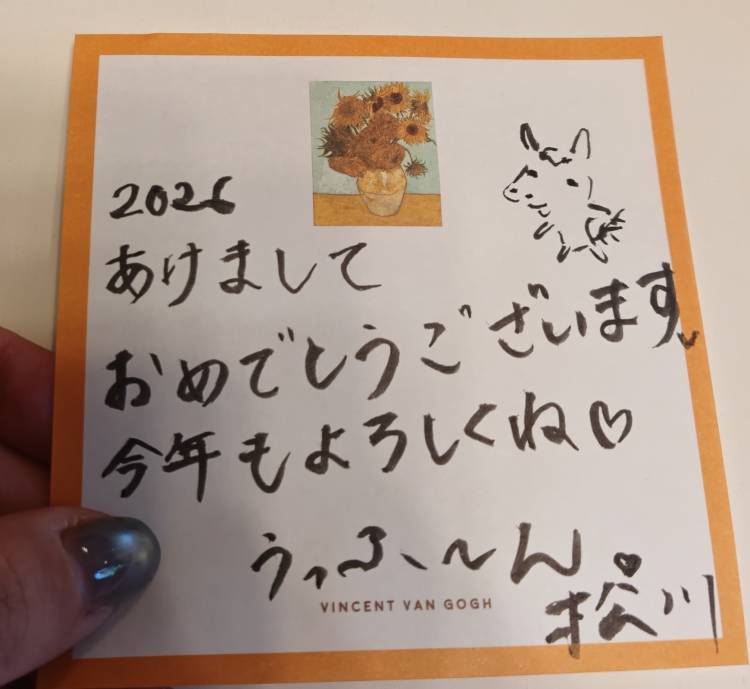 2026
あけまして
おめでとうございます
今年もよろしくね♡
うっふ〜ん♥
VINCENT VAN GOGH
松川